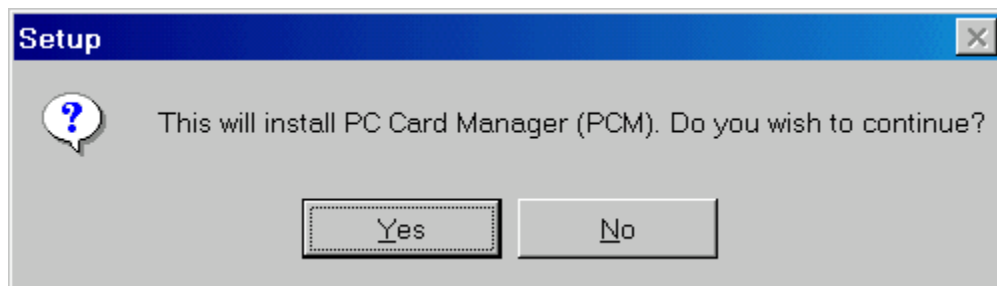 Setup
This will install PC Card Manager (PCM). Do you wish to continue?
Yes
No